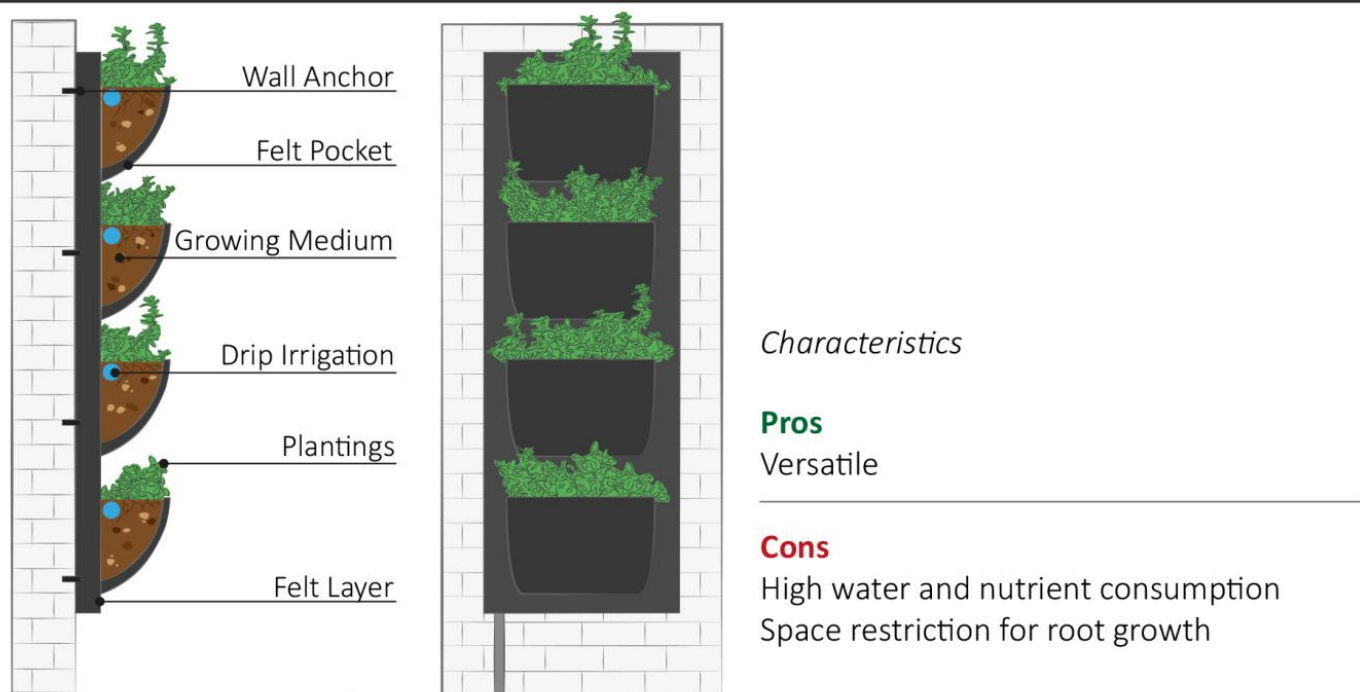 Wall Anchor
Felt Pocket
Growing Medium
Drip Irrigation
Plantings
Felt Layer
Characteristics
Pros
Versatile
Cons
High water and nutrient consumption
Space restriction for root growth